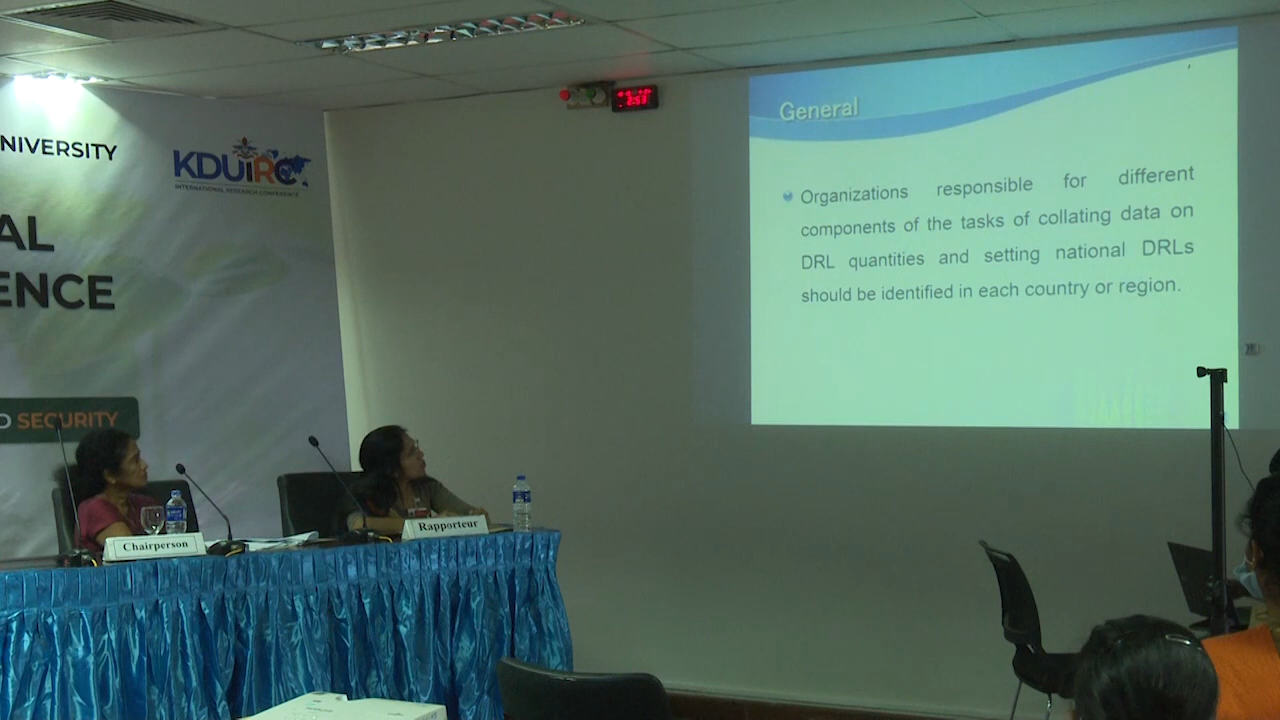 NIVERSITY
KDUIRC
INTERNATIONAL RESEARCH CONFERENCE
AL
ENCE
D SECURITY
General
Organizations responsible for different
components of the tasks of collating data on
DRL quantities and setting national DRLs
should be identified in each country or region.
Chairperson
Rapporteur